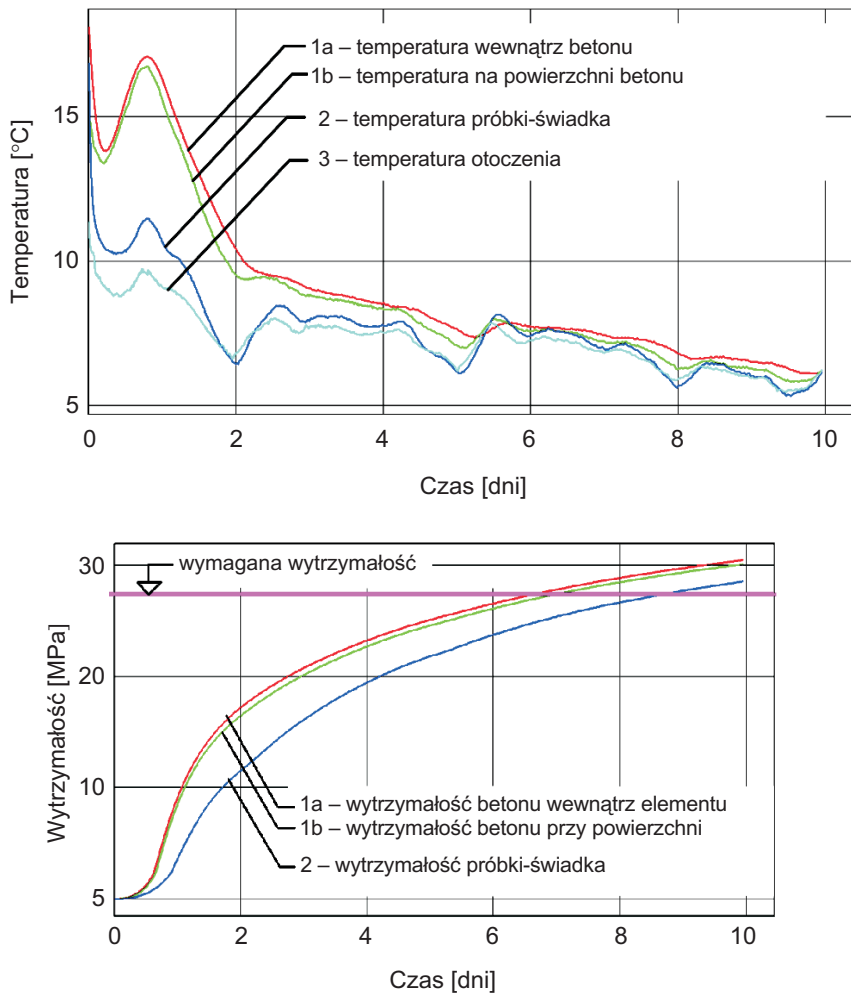 1a – temperatura wewnątrz betonu
1b – temperatura na powierzchni betonu
2 – temperatura próbki-świadka
3 – temperatura otoczenia
Temperatura [°C]
15
10
5
0 2 4 6 8 10
Czas [dni]
wymagana wytrzymałość
Wytrzymałość [MPa]
30
20
10
5
1a – wytrzymałość betonu wewnątrz elementu
1b – wytrzymałość betonu przy powierzchni
2 – wytrzymałość próbki-świadka
0 2 4 6 8 10
Czas [dni]